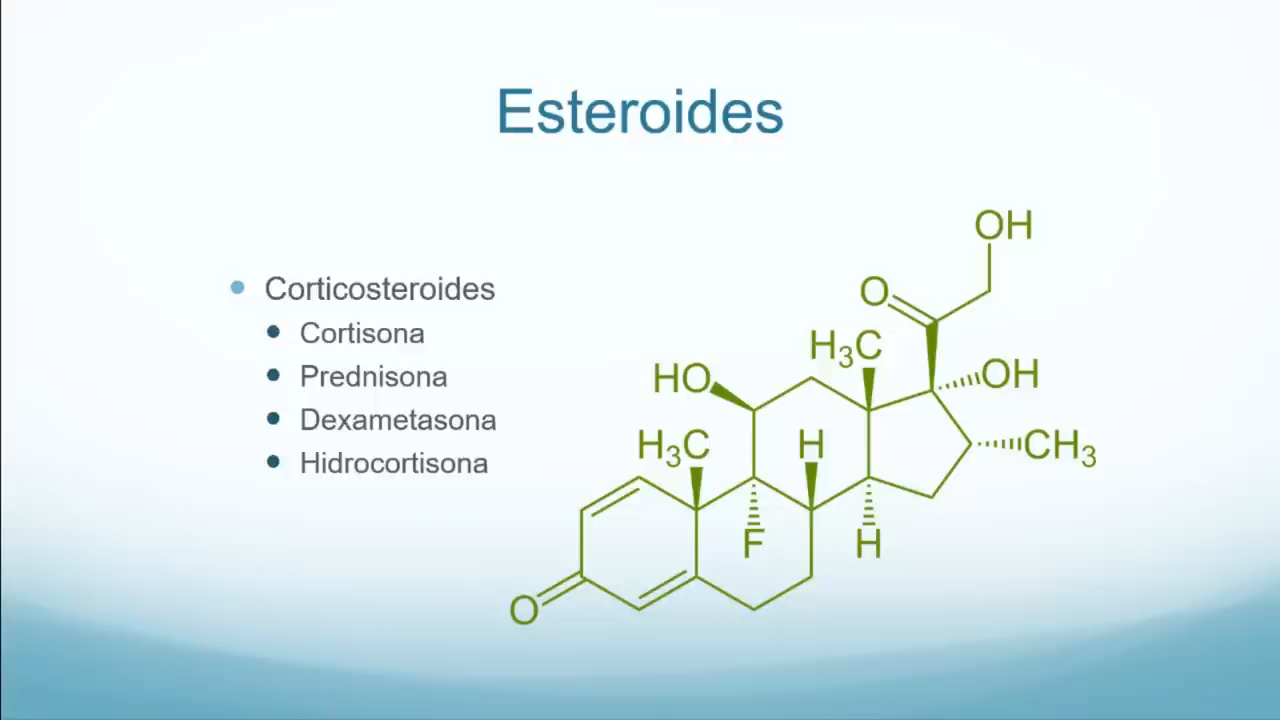 Esteroides
Corticosteroides
Cortisona
Prednisona
Dexametasona
Hidrocortisona
OH
O
H₃C
HO
OH
H₃C
H
CH₃
F
H
O